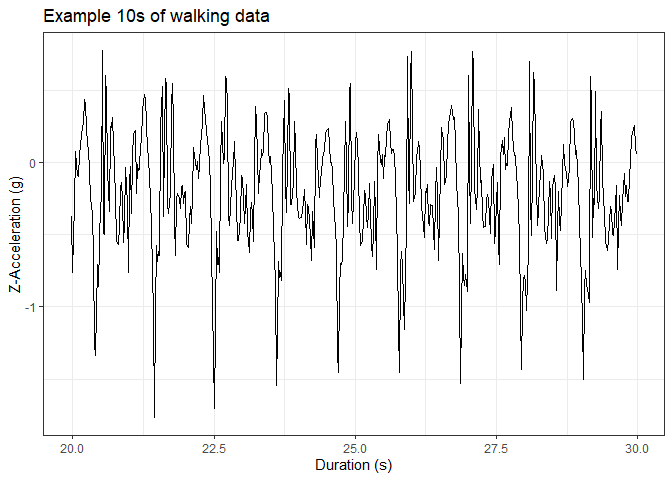 Example 10s of walking data
Z-Acceleration (g)
0
-1
20.0
22.5
25.0
27.5
30.0
Duration (s)